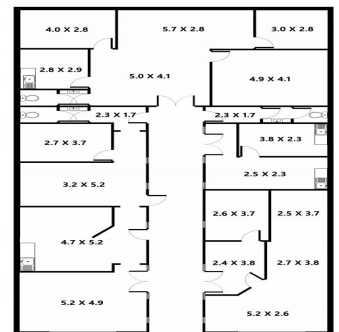 4.0 X 2.8
5.7 X 2.8
3.0 X 2.8
2.8 X 2.9
5.0 X 4.1
4.9 X 4.1
2.3 X 1.7
2.3 X 1.7
2.7 X 3.7
3.8 X 2.3
3.2 X 5.2
2.5 X 2.3
2.6 X 3.7
2.5 X 3.7
4.7 X 5.2
2.4 X 3.8
2.7 X 3.8
5.2 X 4.9
5.2 X 2.6